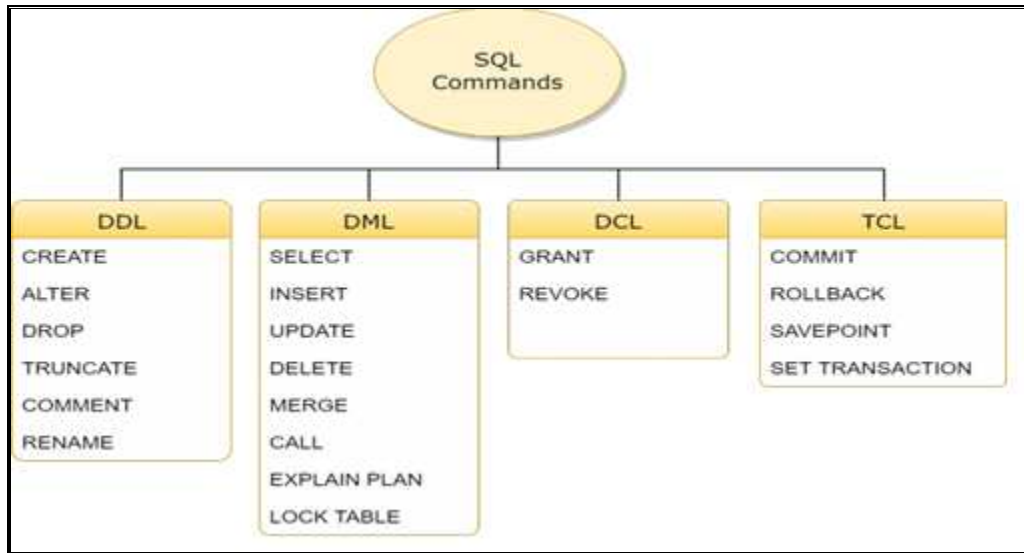 SQL
Commands
DDL
CREATE
ALTER
DROP
TRUNCATE
COMMENT
RENAME
DML
SELECT
INSERT
UPDATE
DELETE
MERGE
CALL
EXPLAIN PLAN
LOCK TABLE
DCL
GRANT
REVOKE
TCL
COMMIT
ROLLBACK
SAVEPOINT
SET TRANSACTION